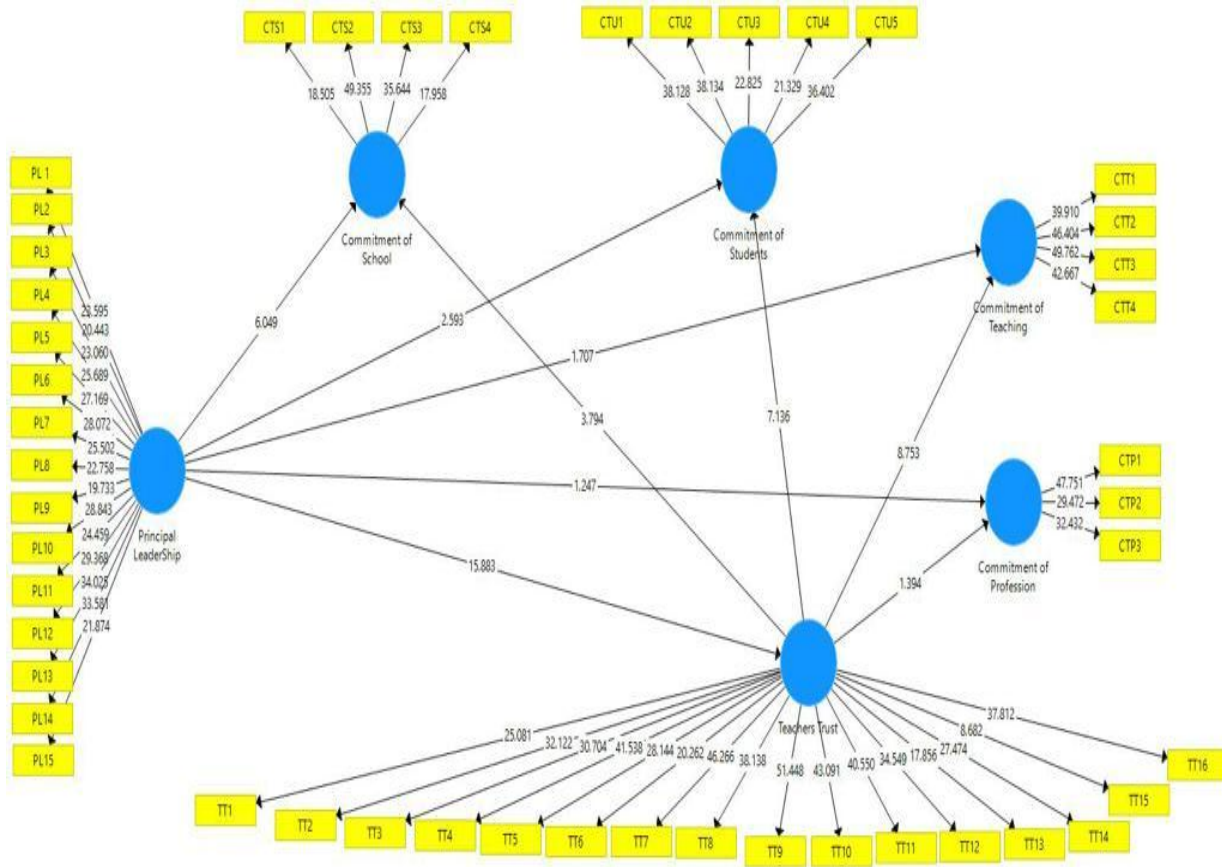 CTS1
CTS2
CTS3
CTS4
18.505
49.355
35.644
17.958
Commitment of
School
CTU1
CTU2
CTU3
CTU4
CTU5
38.128
38.134
22.825
21.329
36.402
Commitment of
Students
CTT1
CTT2
CTT3
CTT4
39.910
46.404
49.762
42.667
Commitment of
Teaching
PL 1
PL2
PL3
PL4
PL5
PL6
PL7
PL8
PL9
PL10
PL11
PL12
PL13
PL14
PL15
20.443
23.060
25.689
27.169
28.072
25.502
22.758
19.733
28.843
24.459
29.368
34.025
33.581
21.874
Principal
LeaderShip
6.049
2.593
1.707
3.794
7.136
8.753
1.247
15.883
1.394
CTP1
CTP2
CTP3
47.751
29.472
32.432
Commitment of
Profession
Teachers Trust
25.081
32.122
30.704
41.538
28.144
20.262
46.266
38.138
51.448
43.091
40.550
34.549
17.856
27.474
8.682
37.812
TT1
TT2
TT3
TT4
TT5
TT6
TT7
TT8
TT9
TT10
TT11
TT12
TT13
TT14
TT15
TT16